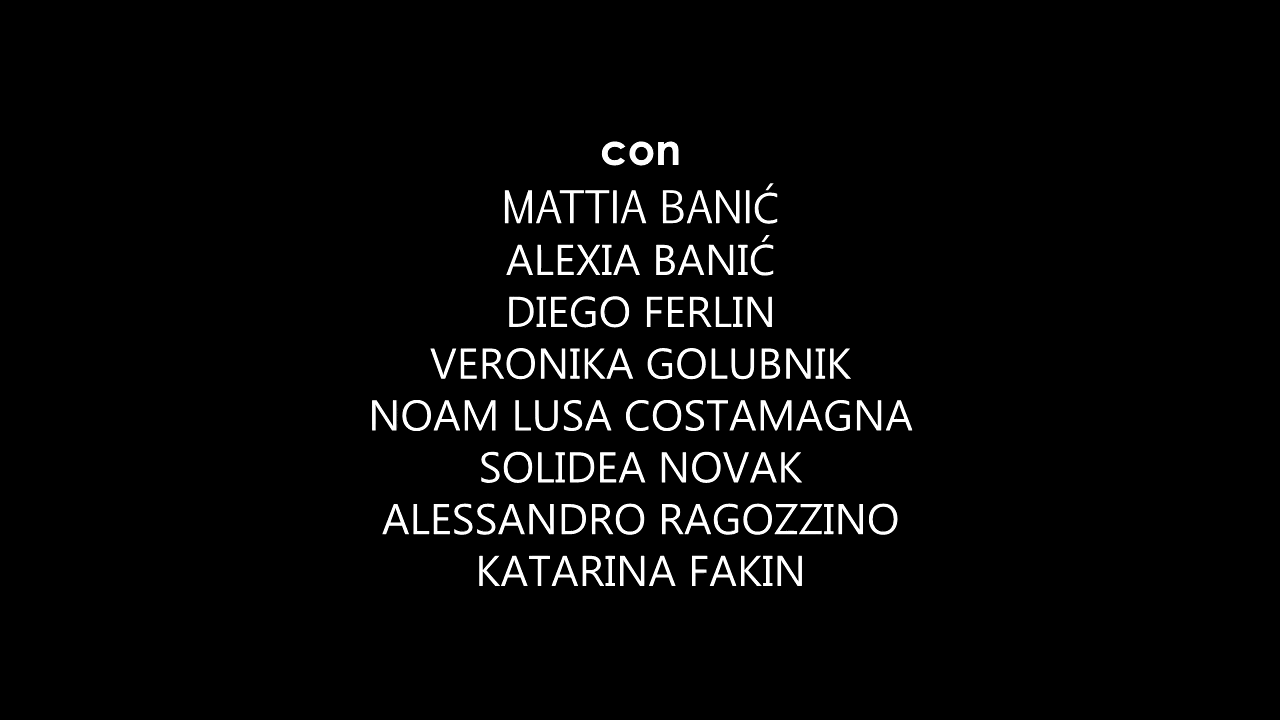 con
MATTIA BANIĆ
ALEXIA BANIĆ
DIEGO FERLIN
VERONIKA GOLUBNIK
NOAM LUSA COSTAMAGNA
SOLIDEA NOVAK
ALESSANDRO RAGOZZINO
KATARINA FAKIN